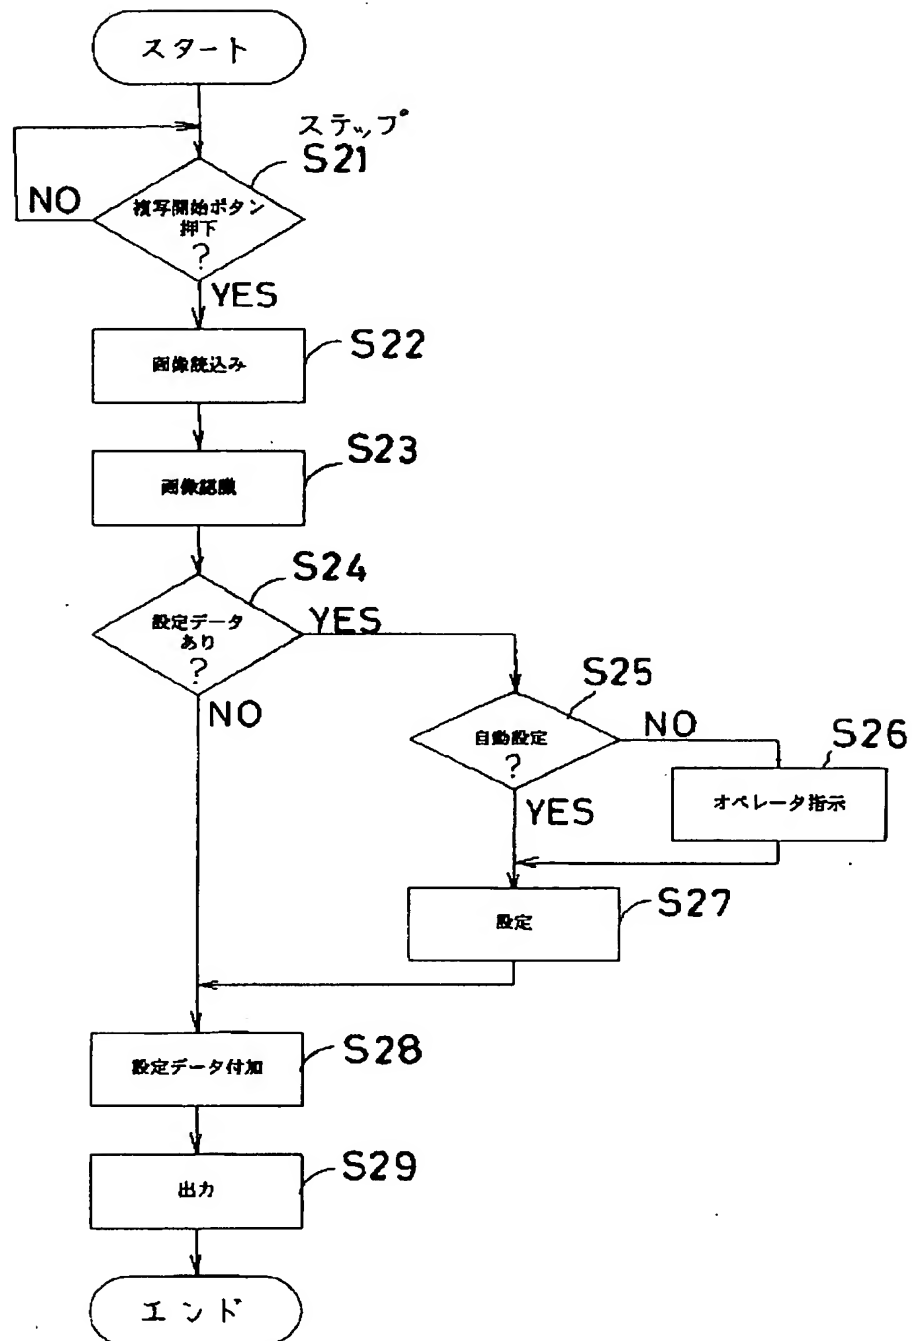 スタート
ステップ
S21
NO
複写開始ボタン
押下
?
YES
S22
画像読込み
S23
画像認識
S24
設定データ
あり
?
YES
NO
S25
自動設定
?
NO
YES
S26
オペレータ指示
S27
設定
S28
設定データ付加
S29
出力
エンド